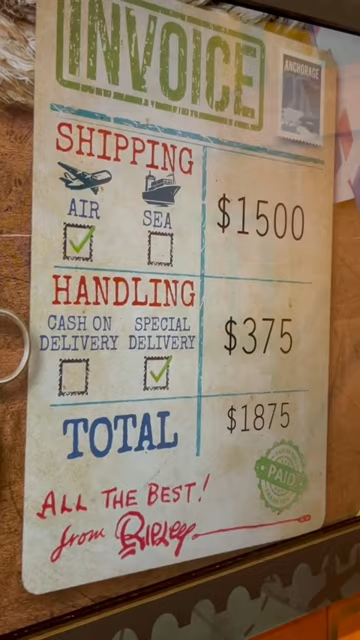 INVOICE
ANCHORAGE
SHIPPING
AIR
SEA
$1500
HANDLING
CASH ON
DELIVERY
SPECIAL
DELIVERY
$375
TOTAL
$1875
PAID
ALL THE BEST!
from Ripley